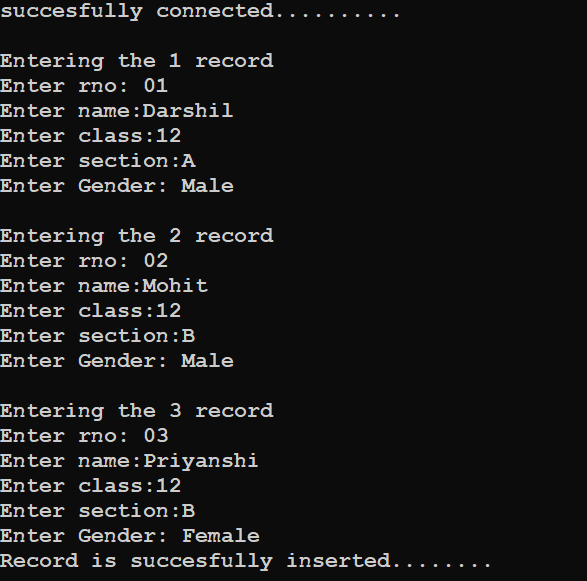 succesfully connected..........
Entering the 1 record
Enter rno: 01
Enter name:Darshil
Enter class:12
Enter section:A
Enter Gender: Male
Entering the 2 record
Enter rno: 02
Enter name:Mohit
Enter class:12
Enter section:B
Enter Gender: Male
Entering the 3 record
Enter rno: 03
Enter name:Priyanshi
Enter class:12
Enter section:B
Enter Gender: Female
Record is succesfully inserted........